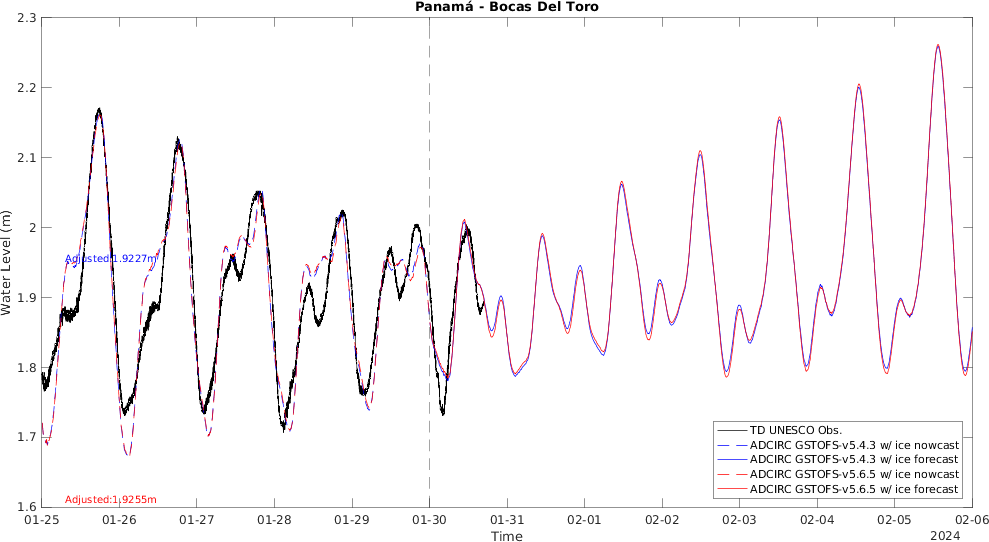 Panamá - Bocas Del Toro
2.3
2.2
2.1
2
1.9
1.8
1.7
1.6
Water Level (m)
Adjusted:1.9227m
Adjusted:1.9255m
TD UNESCO Obs.
ADCIRC GSTOFS-v5.4.3 w/ ice nowcast
ADCIRC GSTOFS-v5.4.3 w/ ice forecast
ADCIRC GSTOFS-v5.6.5 w/ ice nowcast
ADCIRC GSTOFS-v5.6.5 w/ ice forecast
01-25 01-26 01-27 01-28 01-29 01-30 01-31 02-01 02-02 02-03 02-04 02-05 02-06
Time
2024